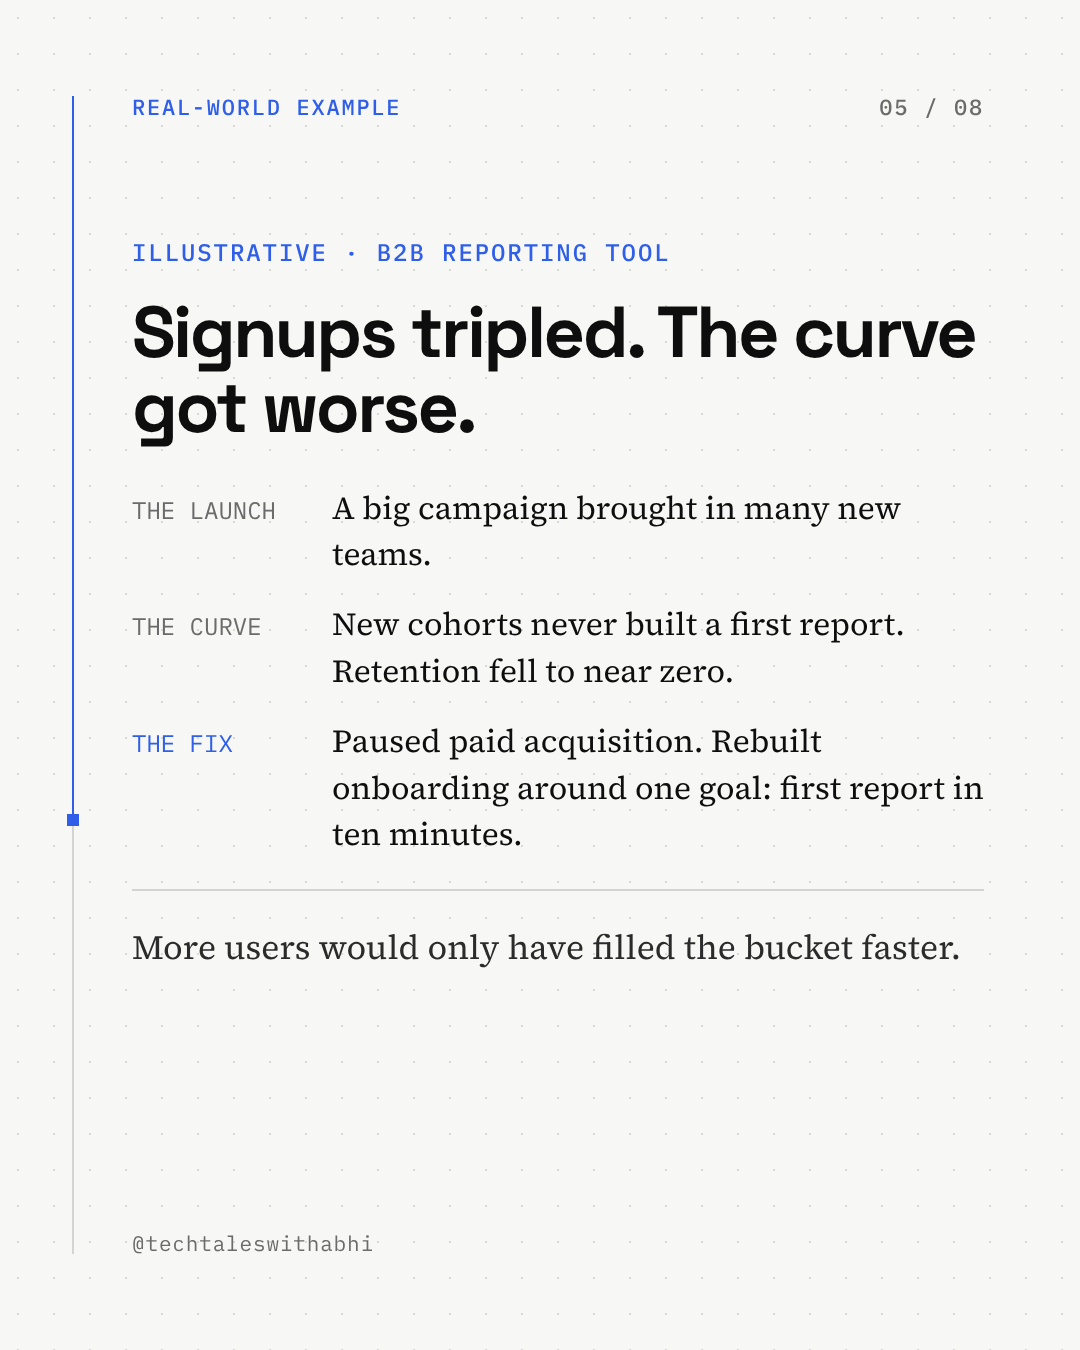 REAL-WORLD EXAMPLE
05 / 08
ILLUSTRATIVE · B2B REPORTING TOOL
Signups tripled. The curve
got worse.
THE LAUNCH
A big campaign brought in many new
teams.
THE CURVE
New cohorts never built a first report.
Retention fell to near zero.
THE FIX
Paused paid acquisition. Rebuilt
onboarding around one goal: first report in
ten minutes.
More users would only have filled the bucket faster.
@techtaleswithabhi